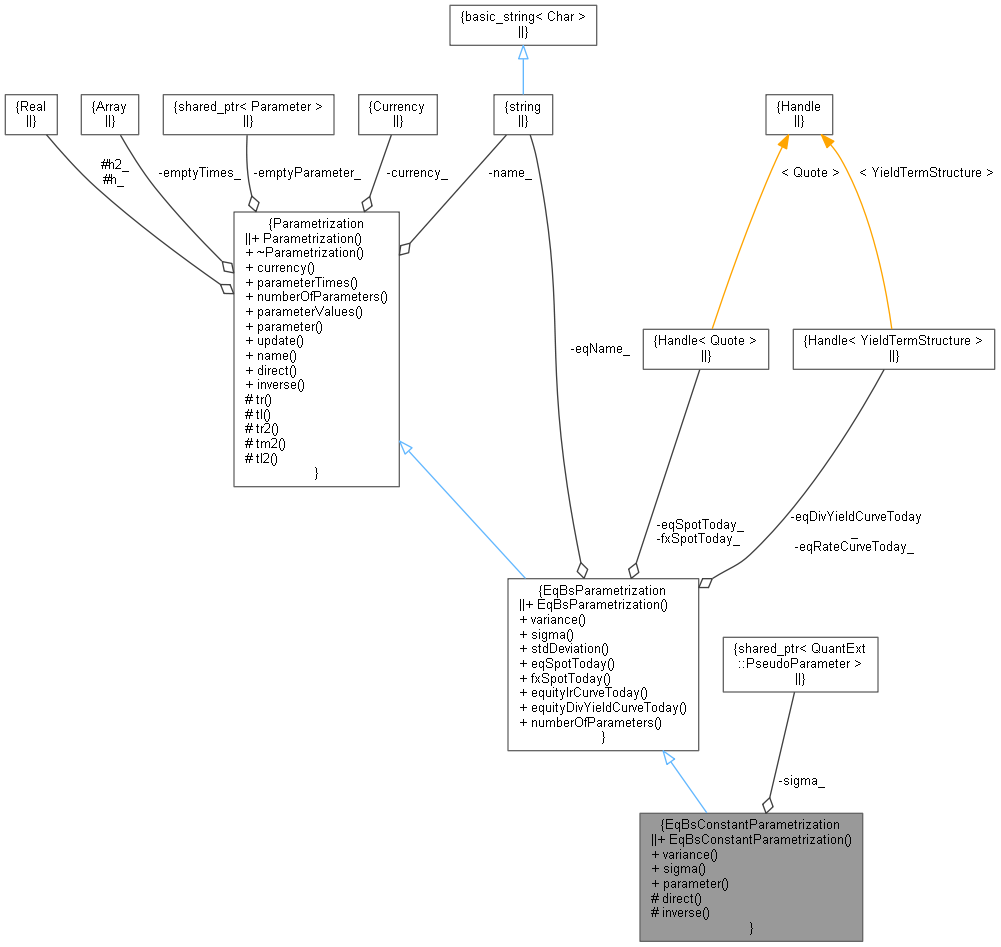 {basic_string< Char >
||}
{Real
||}
{Array
||}
{shared_ptr< Parameter >
||}
{Currency
||}
{string
||}
{Handle
||}
#h2_
#h_
-emptyTimes_
-emptyParameter_
-currency_
-name_
< Quote >
< YieldTermStructure >
{Parametrization
||+ Parametrization()
+ ~Parametrization()
+ currency()
+ parameterTimes()
+ numberOfParameters()
+ parameterValues()
+ parameter()
+ update()
+ name()
+ direct()
+ inverse()
# tr()
# tl()
# tr2()
# tm2()
# tl2()
}
-eqName_
{Handle< Quote >
||}
{Handle< YieldTermStructure >
||}
-eqSpotToday_
-fxSpotToday_
-eqDivYieldCurveToday
_
-eqRateCurveToday_
{EqBsParametrization
||+ EqBsParametrization()
+ variance()
+ sigma()
+ stdDeviation()
+ eqSpotToday()
+ fxSpotToday()
+ equityIrCurveToday()
+ equityDivYieldCurveToday()
+ numberOfParameters()
}
{shared_ptr< QuantExt
::PseudoParameter >
||}
-sigma_
{EqBsConstantParametrization
||+ EqBsConstantParametrization()
+ variance()
+ sigma()
+ parameter()
# direct()
# inverse()
}